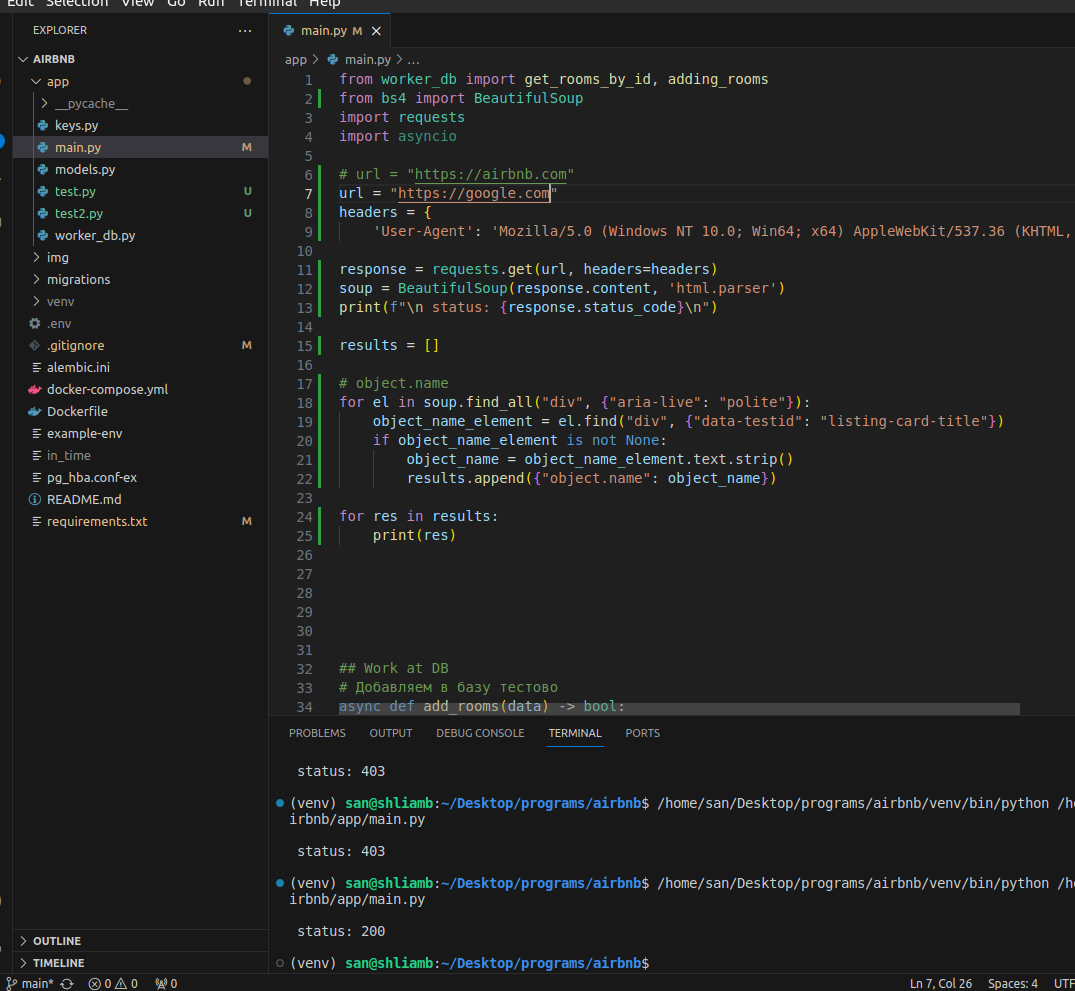 Edit Selection View Go Run Terminal Help
EXPLORER
AIRBNB
app
__pycache__
keys.py
main.py M
models.py
test.py U
test2.py U
worker_db.py
img
migrations
venv
.env
.gitignore M
alembic.ini
docker-compose.yml
Dockerfile
example-env
in_time
pg_hba.conf-ex
README.md
requirements.txt M
OUTLINE
TIMELINE
main.py M
app > main.py > ...
1 from worker_db import get_rooms_by_id, adding_rooms
2 from bs4 import BeautifulSoup
3 import requests
4 import asyncio
5
6 # url = "https://airbnb.com"
7 url = "https://google.com"
8 headers = {
9 'User-Agent': 'Mozilla/5.0 (Windows NT 10.0; Win64; x64) AppleWebKit/537.36 (KHTML,
10
11 response = requests.get(url, headers=headers)
12 soup = BeautifulSoup(response.content, 'html.parser')
13 print(f"\n status: {response.status_code}\n")
14
15 results = []
16
17 # object.name
18 for el in soup.find_all("div", {"aria-live": "polite"}):
19 object_name_element = el.find("div", {"data-testid": "listing-card-title"})
20 if object_name_element is not None:
21 object_name = object_name_element.text.strip()
22 results.append({"object.name": object_name})
23
24 for res in results:
25 print(res)
26
27
28
29
30
31
32 ## Work at DB
33 # Добавляем в базу тестово
34 async def add_rooms(data) -> bool:
PROBLEMS OUTPUT DEBUG CONSOLE TERMINAL PORTS
status: 403
(venv) san@shliamb:~/Desktop/programs/airbnb$ /home/san/Desktop/programs/airbnb/venv/bin/python /h
irbnb/app/main.py
status: 403
(venv) san@shliamb:~/Desktop/programs/airbnb$ /home/san/Desktop/programs/airbnb/venv/bin/python /h
irbnb/app/main.py
status: 200
(venv) san@shliamb:~/Desktop/programs/airbnb$
main* 0 0 0 Ln 7, Col 26 Spaces: 4 UTF